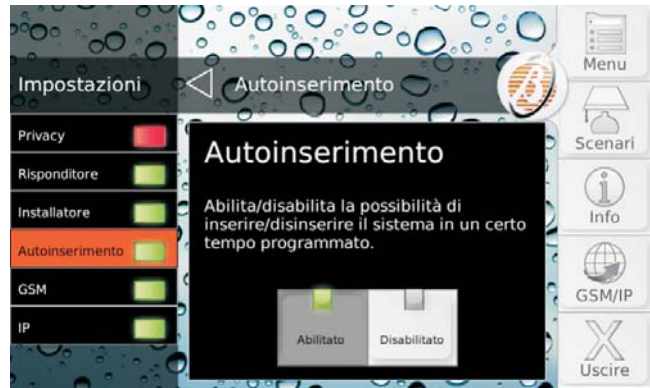 Impostazioni
Autoinserimento
Privacy
Risponditore
Installatore
Autoinserimento
GSM
IP
Autoinserimento
Abilita/disabilita la possibilità di
inserire/disinserire il sistema in un certo
tempo programmato.
Abilitato
Disabilitato
Menu
Scenari
Info
GSM/IP
Uscire